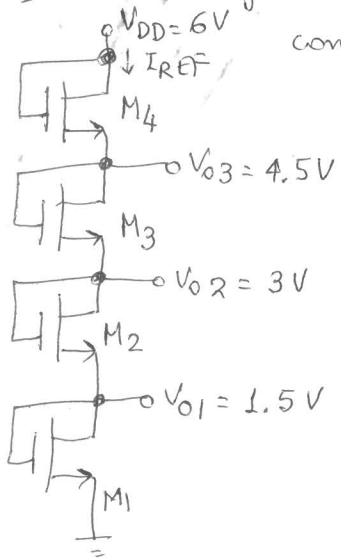 VDD = 6V
con
↓ IREF
M4
Vo3 = 4.5V
M3
Vo2 = 3V
M2
Vo1 = 1.5V
M1